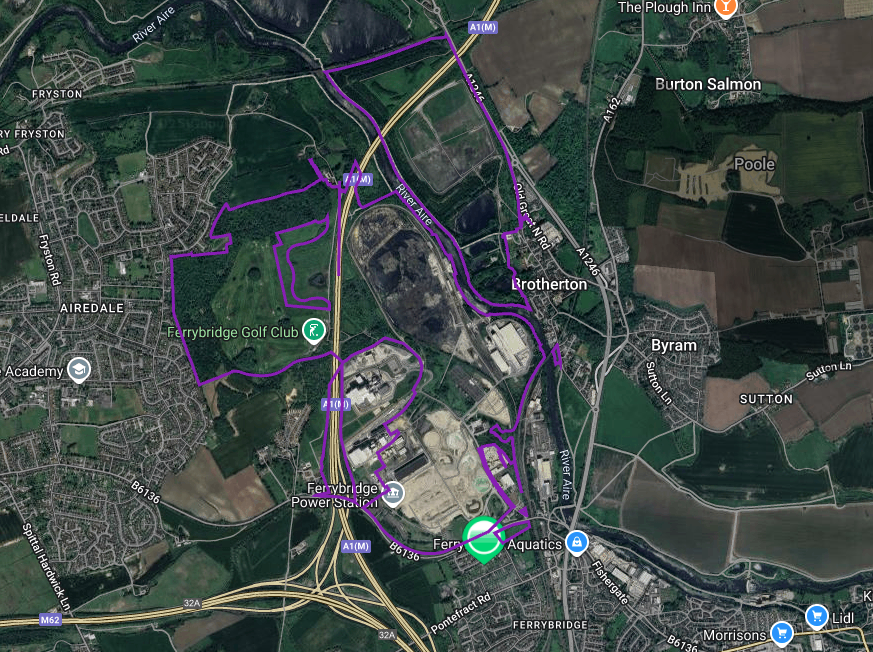 The Plough Inn
A1(M)
River Aire
Burton Salmon
FRYSTON
A1246
A162
RY FRYSTON
Rd
Poole
A1(M)
River Aire
ELDALE
Old Great N Rd
Fryston Rd
A1246
Brotherton
AIREDALE
Ferrybridge Golf Club
Byram
e Academy
Sutton Ln
Sutton Ln
SUTTON
A1(M)
B6136
River Aire
Ferrybridge
Power Station
Ferry
Aquatics
A1(M)
B6136
Spittal Hardwick Ln
Fishergate
32A
Pontefract Rd
K
M62
Lidl
FERRYBRIDGE
32A
Morrisons
B6136